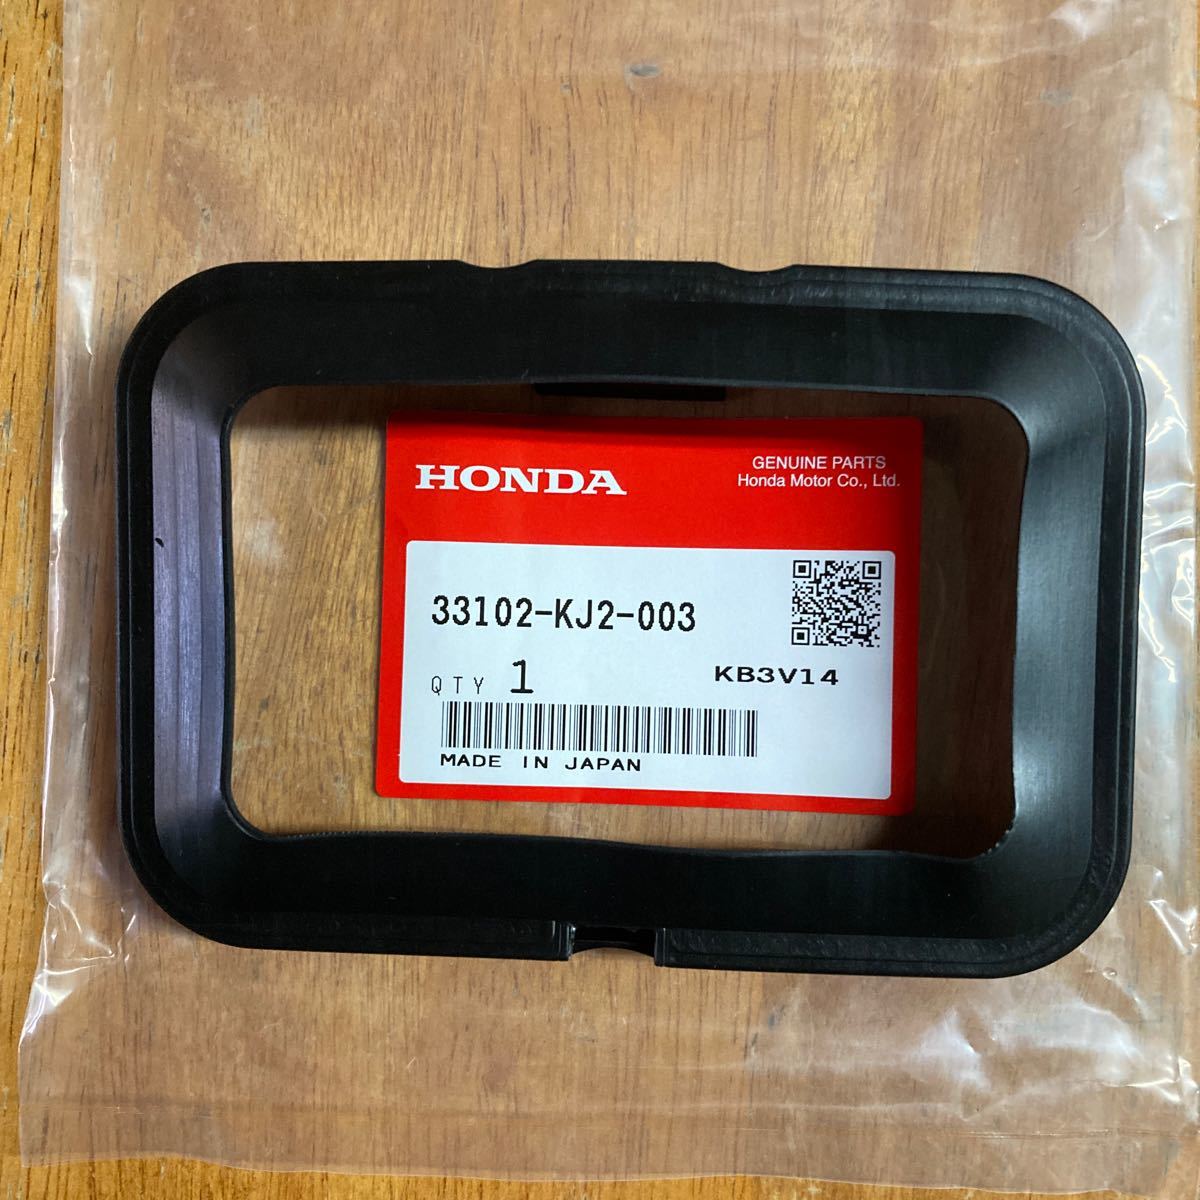 HONDA
GENUINE PARTS
Honda Motor Co., Ltd.
33102-KJ2-003
QTY 1
KB3V14
MADE IN JAPAN